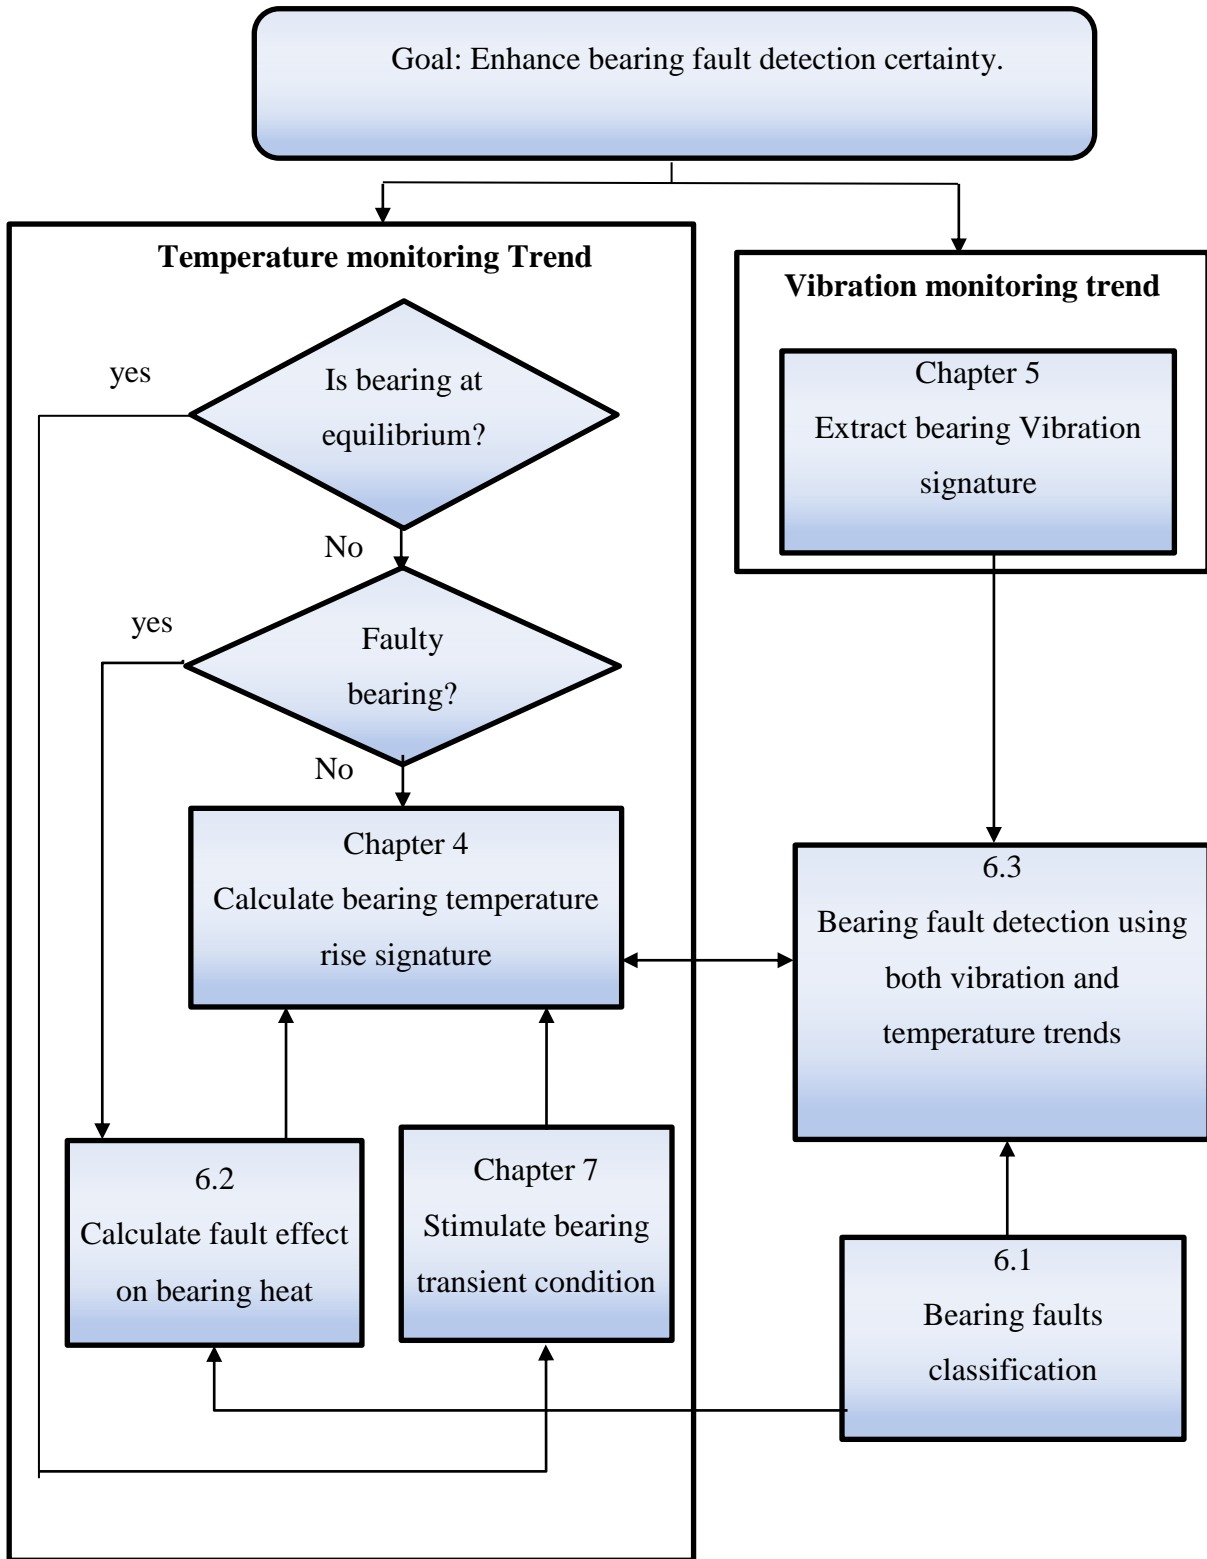 Goal: Enhance bearing fault detection certainty.
Temperature monitoring Trend
yes
Is bearing at
equilibrium?
No
yes
Faulty
bearing?
No
Chapter 4
Calculate bearing temperature
rise signature
6.2
Calculate fault effect
on bearing heat
Chapter 7
Stimulate bearing
transient condition
Vibration monitoring trend
Chapter 5
Extract bearing Vibration
signature
6.3
Bearing fault detection using
both vibration and
temperature trends
6.1
Bearing faults
classification